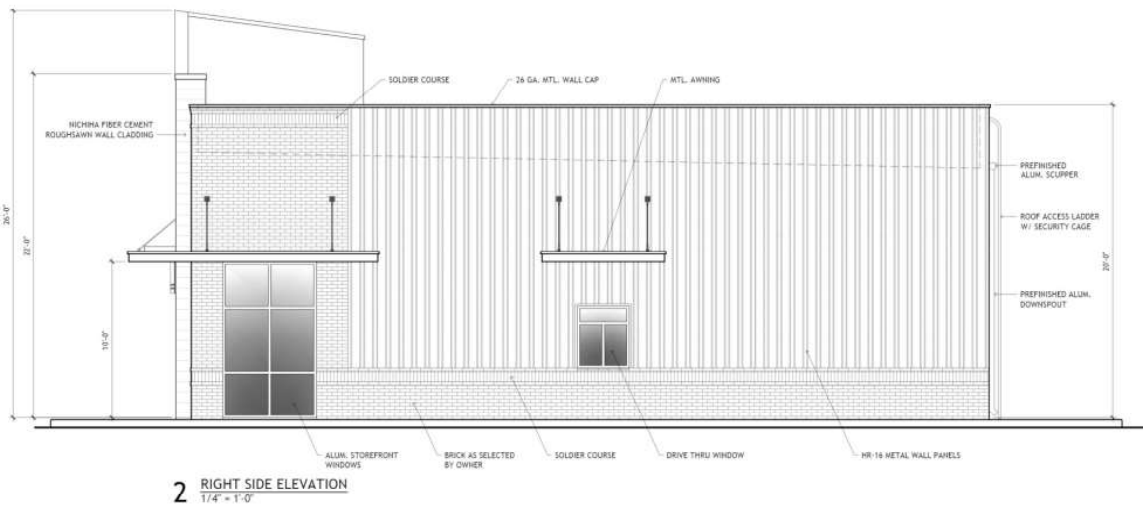 SOLDIER COURSE
26 GA. MTL. WALL CAP
MTL. AWNING
NICHIHA FIBER CEMENT
ROUGHSAWN WALL CLADDING
PREFINISHED
ALUM. SCUPPER
26'-0"
22'-0"
ROOF ACCESS LADDER
W/ SECURITY CAGE
20'-0"
PREFINISHED ALUM.
DOWNSPOUT
10'-0"
ALUM. STOREFRONT
WINDOWS
BRICK AS SELECTED
BY OWNER
SOLDIER COURSE
DRIVE THRU WINDOW
HR-16 METAL WALL PANELS
2 RIGHT SIDE ELEVATION
1/4" = 1'-0"